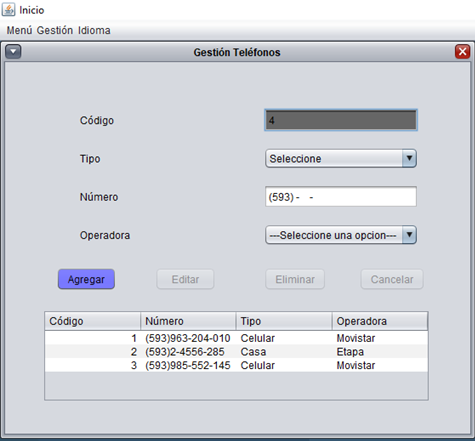 Inicio
Menú Gestión Idioma
Gestión Teléfonos
Código 4
Tipo Seleccione
Número (593) - -
Operadora ---Seleccione una opcion---
Agregar Editar Eliminar Cancelar
Código Número Tipo Operadora
1 (593)963-204-010 Celular Movistar
2 (593)2-4556-285 Casa Etapa
3 (593)985-552-145 Celular Movistar